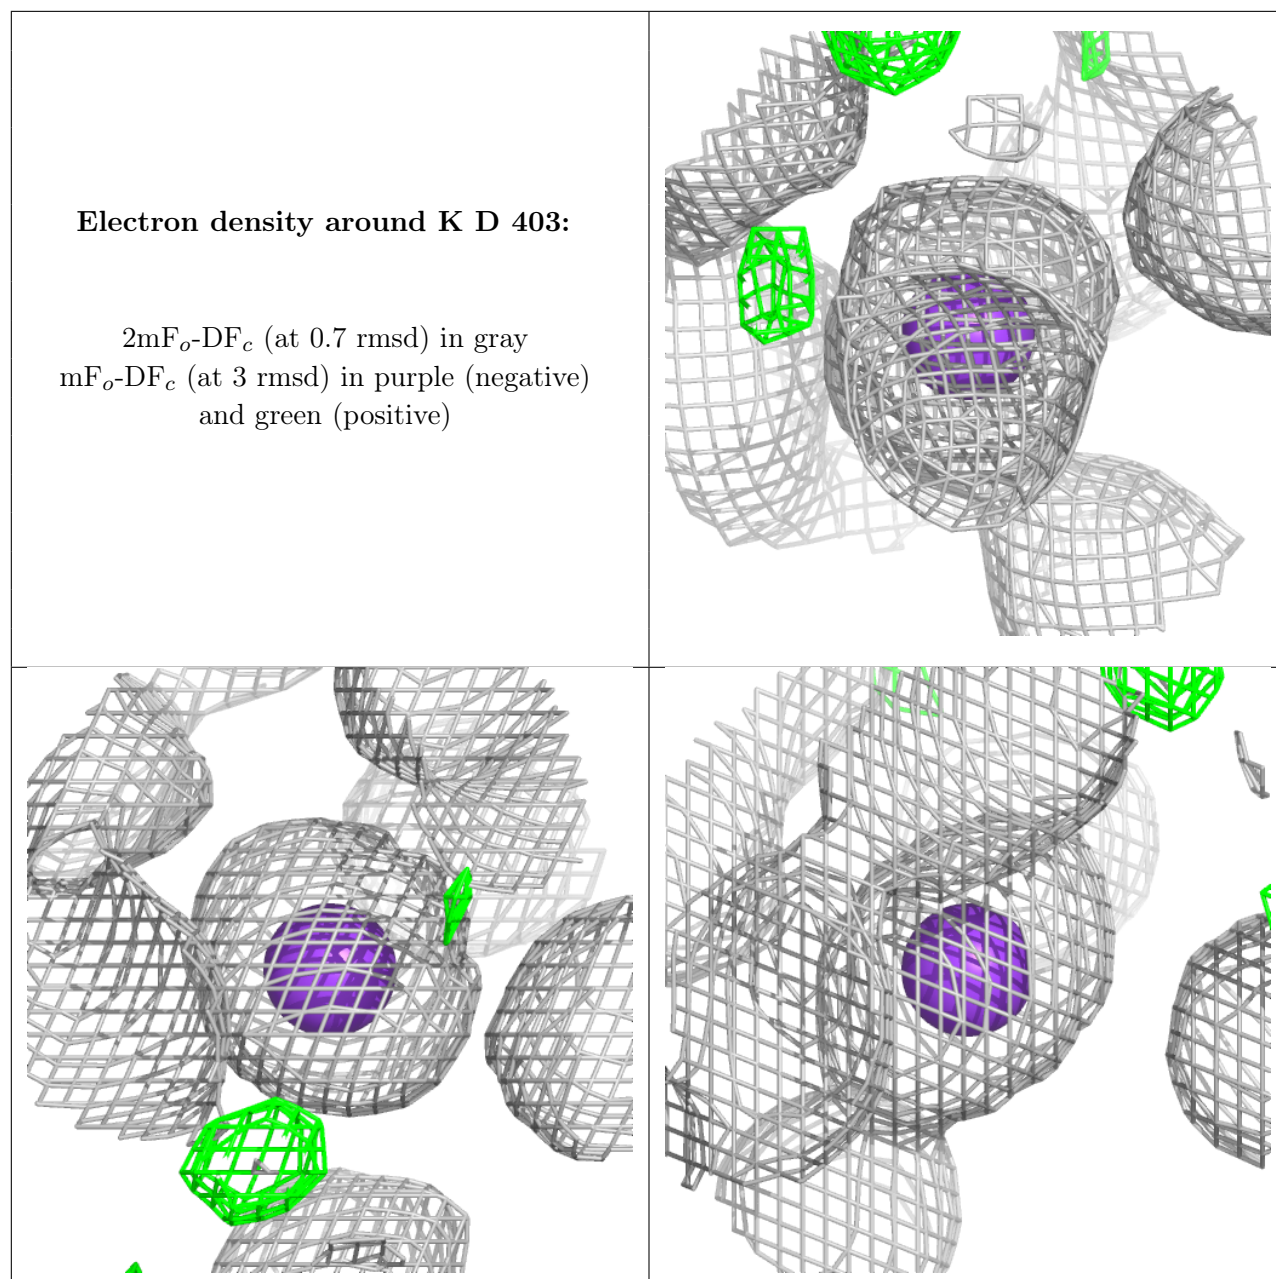 Electron density around K D 403:
2mFo-DFc (at 0.7 rmsd) in gray
mFo-DFc (at 3 rmsd) in purple (negative)
and green (positive)